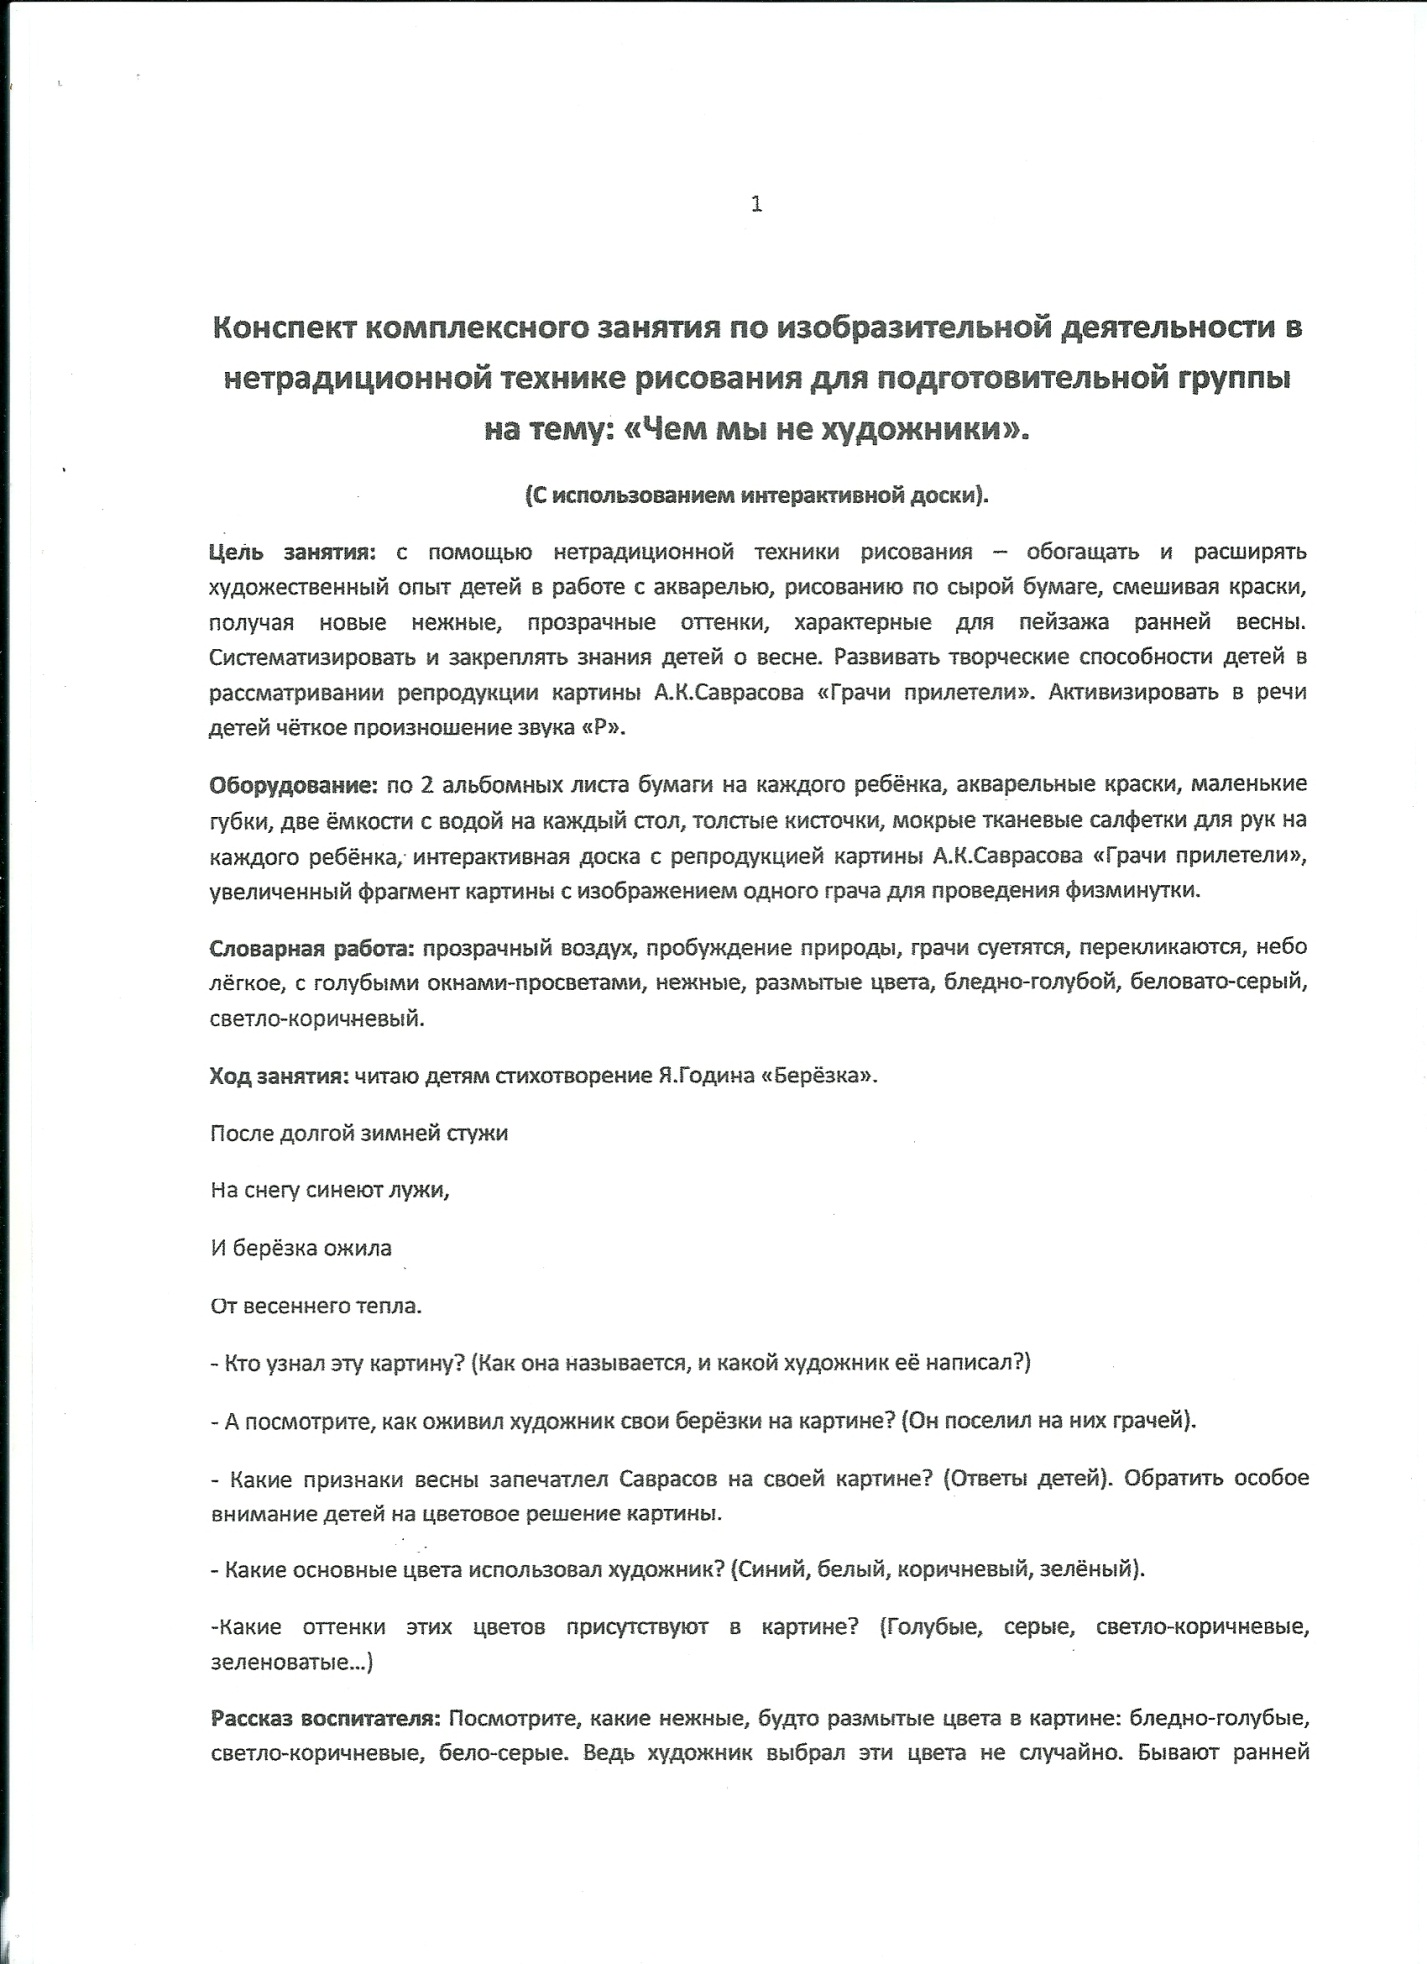 1
Конспект комплексного занятия по изобразительной деятельности в
нетрадиционной технике рисования для подготовительной группы
на тему: «Чем мы не художники».
(С использованием интерактивной доски).
Цель занятия: с помощью нетрадиционной техники рисования – обогащать и расширять
художественный опыт детей в работе с акварелью, рисованию по сырой бумаге, смешивая краски,
получая новые нежные, прозрачные оттенки, характерные для пейзажа ранней весны.
Систематизировать и закреплять знания детей о весне. Развивать творческие способности детей в
рассматривании репродукции картины А.К.Саврасова «Грачи прилетели». Активизировать в речи
детей чёткое произношение звука «Р».
Оборудование: по 2 альбомных листа бумаги на каждого ребёнка, акварельные краски, маленькие
губки, две ёмкости с водой на каждый стол, толстые кисточки, мокрые тканевые салфетки для рук на
каждого ребёнка, интерактивная доска с репродукцией картины А.К.Саврасова «Грачи прилетели»,
увеличенный фрагмент картины с изображением одного грача для проведения физминутки.
Словарная работа: прозрачный воздух, пробуждение природы, грачи суетятся, перекликаются, небо
лёгкое, с голубыми окнами-просветами, нежные, размытые цвета, бледно-голубой, беловато-серый,
светло-коричневый.
Ход занятия: читаю детям стихотворение Я.Година «Берёзка».
После долгой зимней стужи
На снегу синеют лужи,
И берёзка ожила
От весеннего тепла.
- Кто узнал эту картину? (Как она называется, и какой художник её написал?)
- А посмотрите, как оживил художник свои берёзки на картине? (Он поселил на них грачей).
- Какие признаки весны запечатлел Саврасов на своей картине? (Ответы детей). Обратить особое
внимание детей на цветовое решение картины.
- Какие основные цвета использовал художник? (Синий, белый, коричневый, зелёный).
-Какие оттенки этих цветов присутствуют в картине? (Голубые, серые, светло-коричневые,
зеленоватые...)
Рассказ воспитателя: Посмотрите, какие нежные, будто размытые цвета в картине: бледно-голубые,
светло-коричневые, бело-серые. Ведь художник выбрал эти цвета не случайно. Бывают ранней